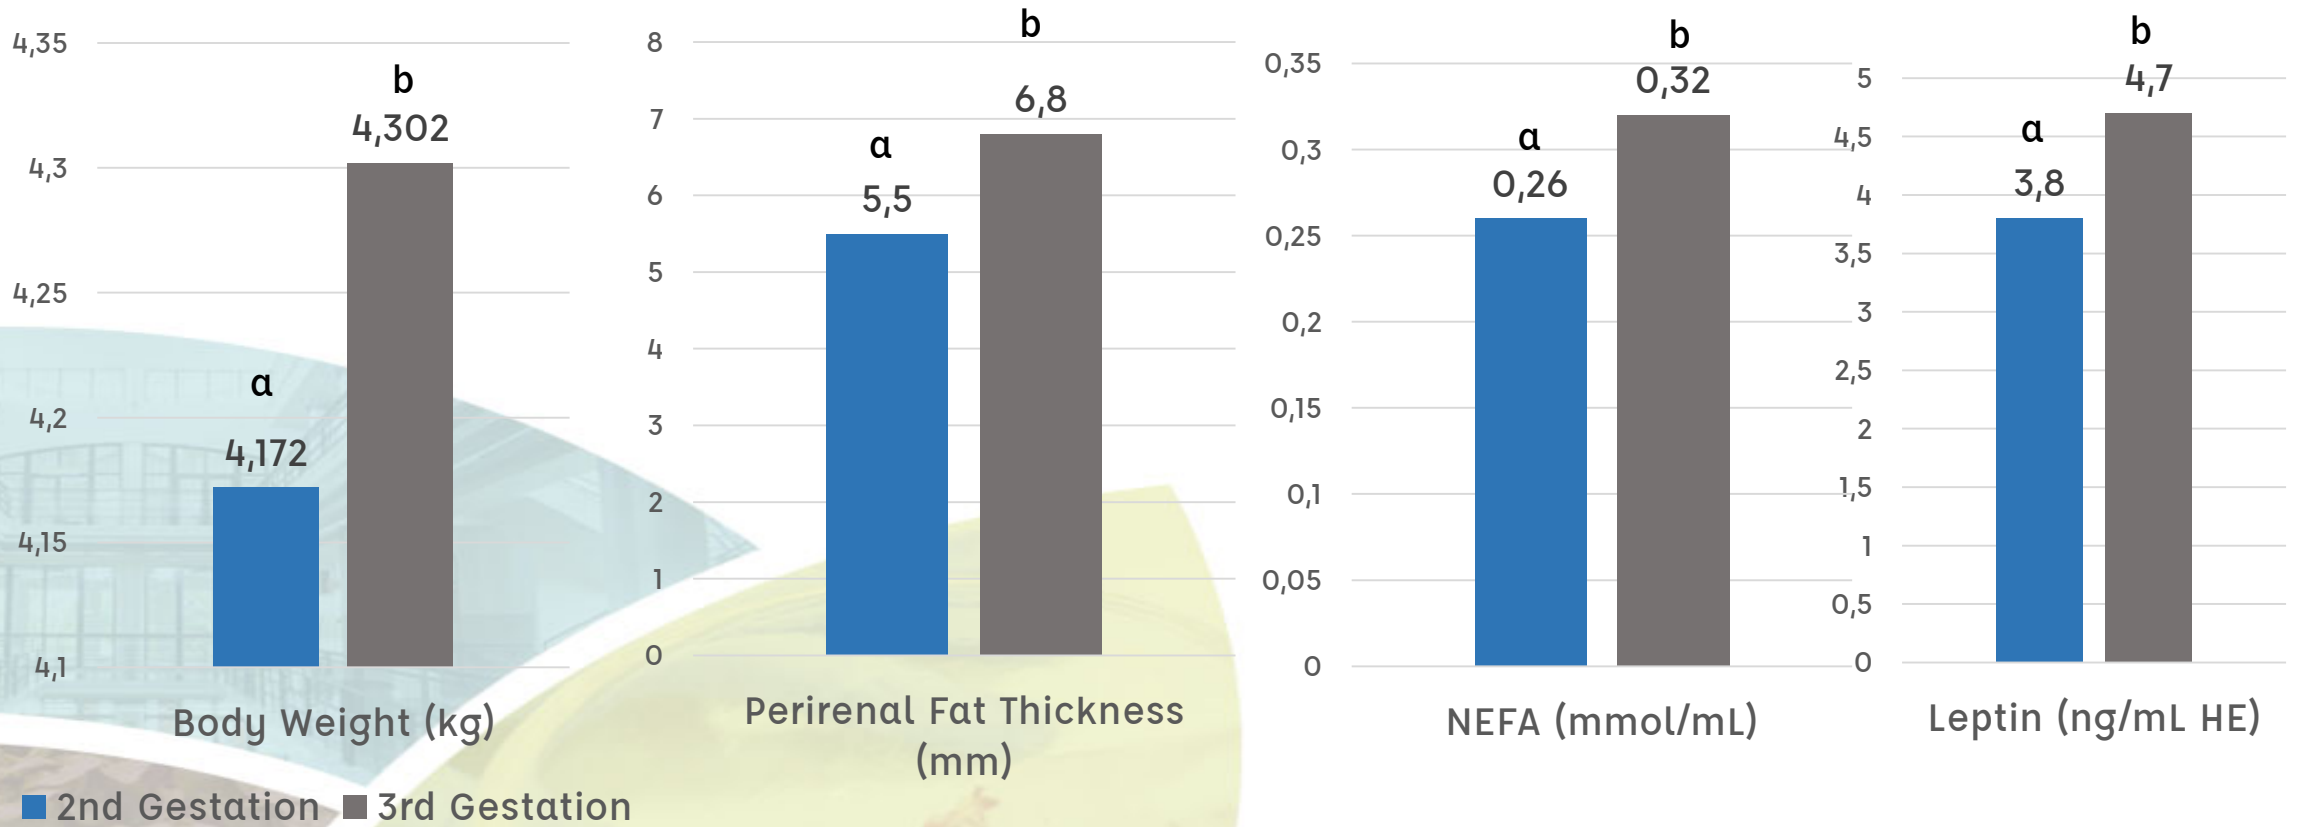 4,35
4,3
4,25
4,2
4,15
4,1
a
4,172
b
4,302
Body Weight (kg)
8
7
6
5
4
3
2
1
0
a
5,5
b
6,8
Perirenal Fat Thickness
(mm)
0,35
0,3
0,25
0,2
0,15
0,1
0,05
0
a
0,26
b
0,32
NEFA (mmol/mL)
5
4,5
4
3,5
3
2,5
2
1,5
1
0,5
0
a
3,8
b
4,7
Leptin (ng/mL HE)
2nd Gestation
3rd Gestation